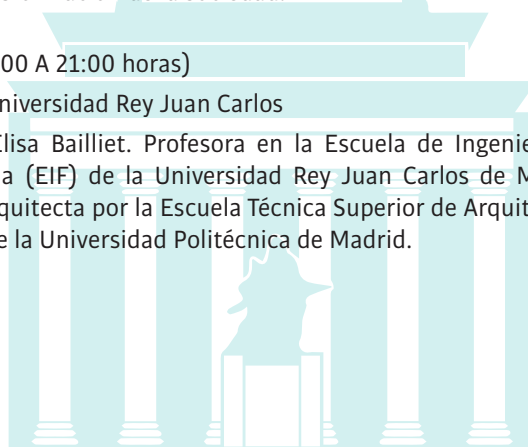 00 A 21:00 horas)
niversidad Rey Juan Carlos
lisa Bailliet. Profesora en la Escuela de Ingenie
a (EIF) de la Universidad Rey Juan Carlos de M
quitecta por la Escuela Técnica Superior de Arquit
e la Universidad Politécnica de Madrid.